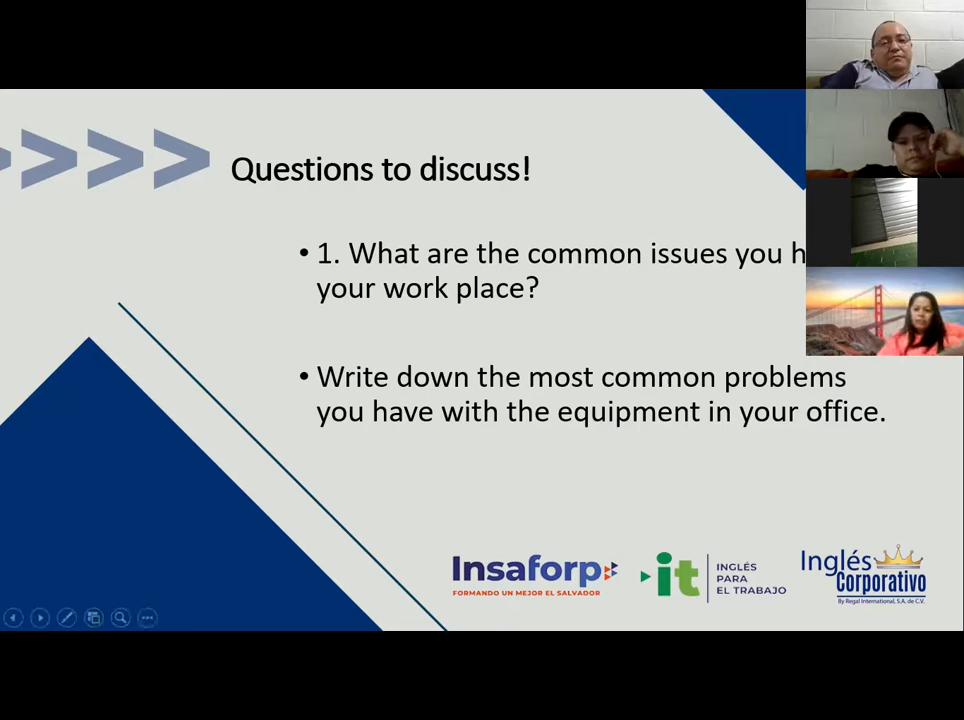 Questions to discuss!
• 1. What are the common issues you h
your work place?
• Write down the most common problems
you have with the equipment in your office.
Insaforp
FORMANDO UN MEJOR EL SALVADOR
it
INGLÉS
PARA
EL TRABAJO
Inglés
Corporativo
By Regal International, S.A. de C.V.